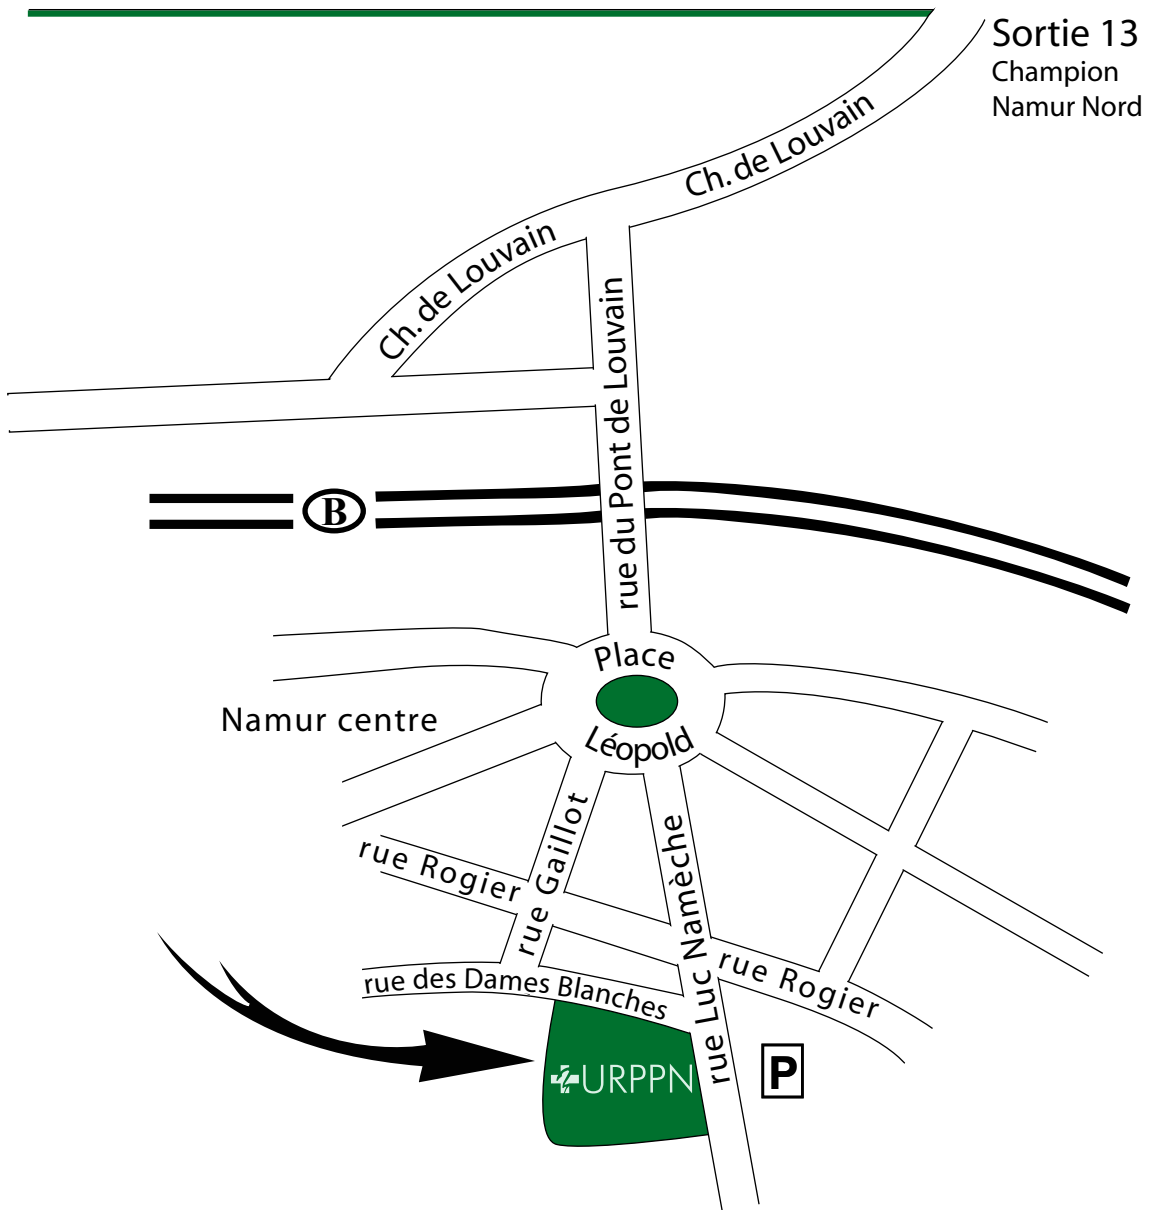 Sortie 13
Champion
Namur Nord
Ch. de Louvain
Ch. de Louvain
rue du Pont de Louvain
B
Place
Léopold
Namur centre
rue Gaillot
rue Rogier
rue Luc Namèche
rue Rogier
rue des Dames Blanches
URPPN
P